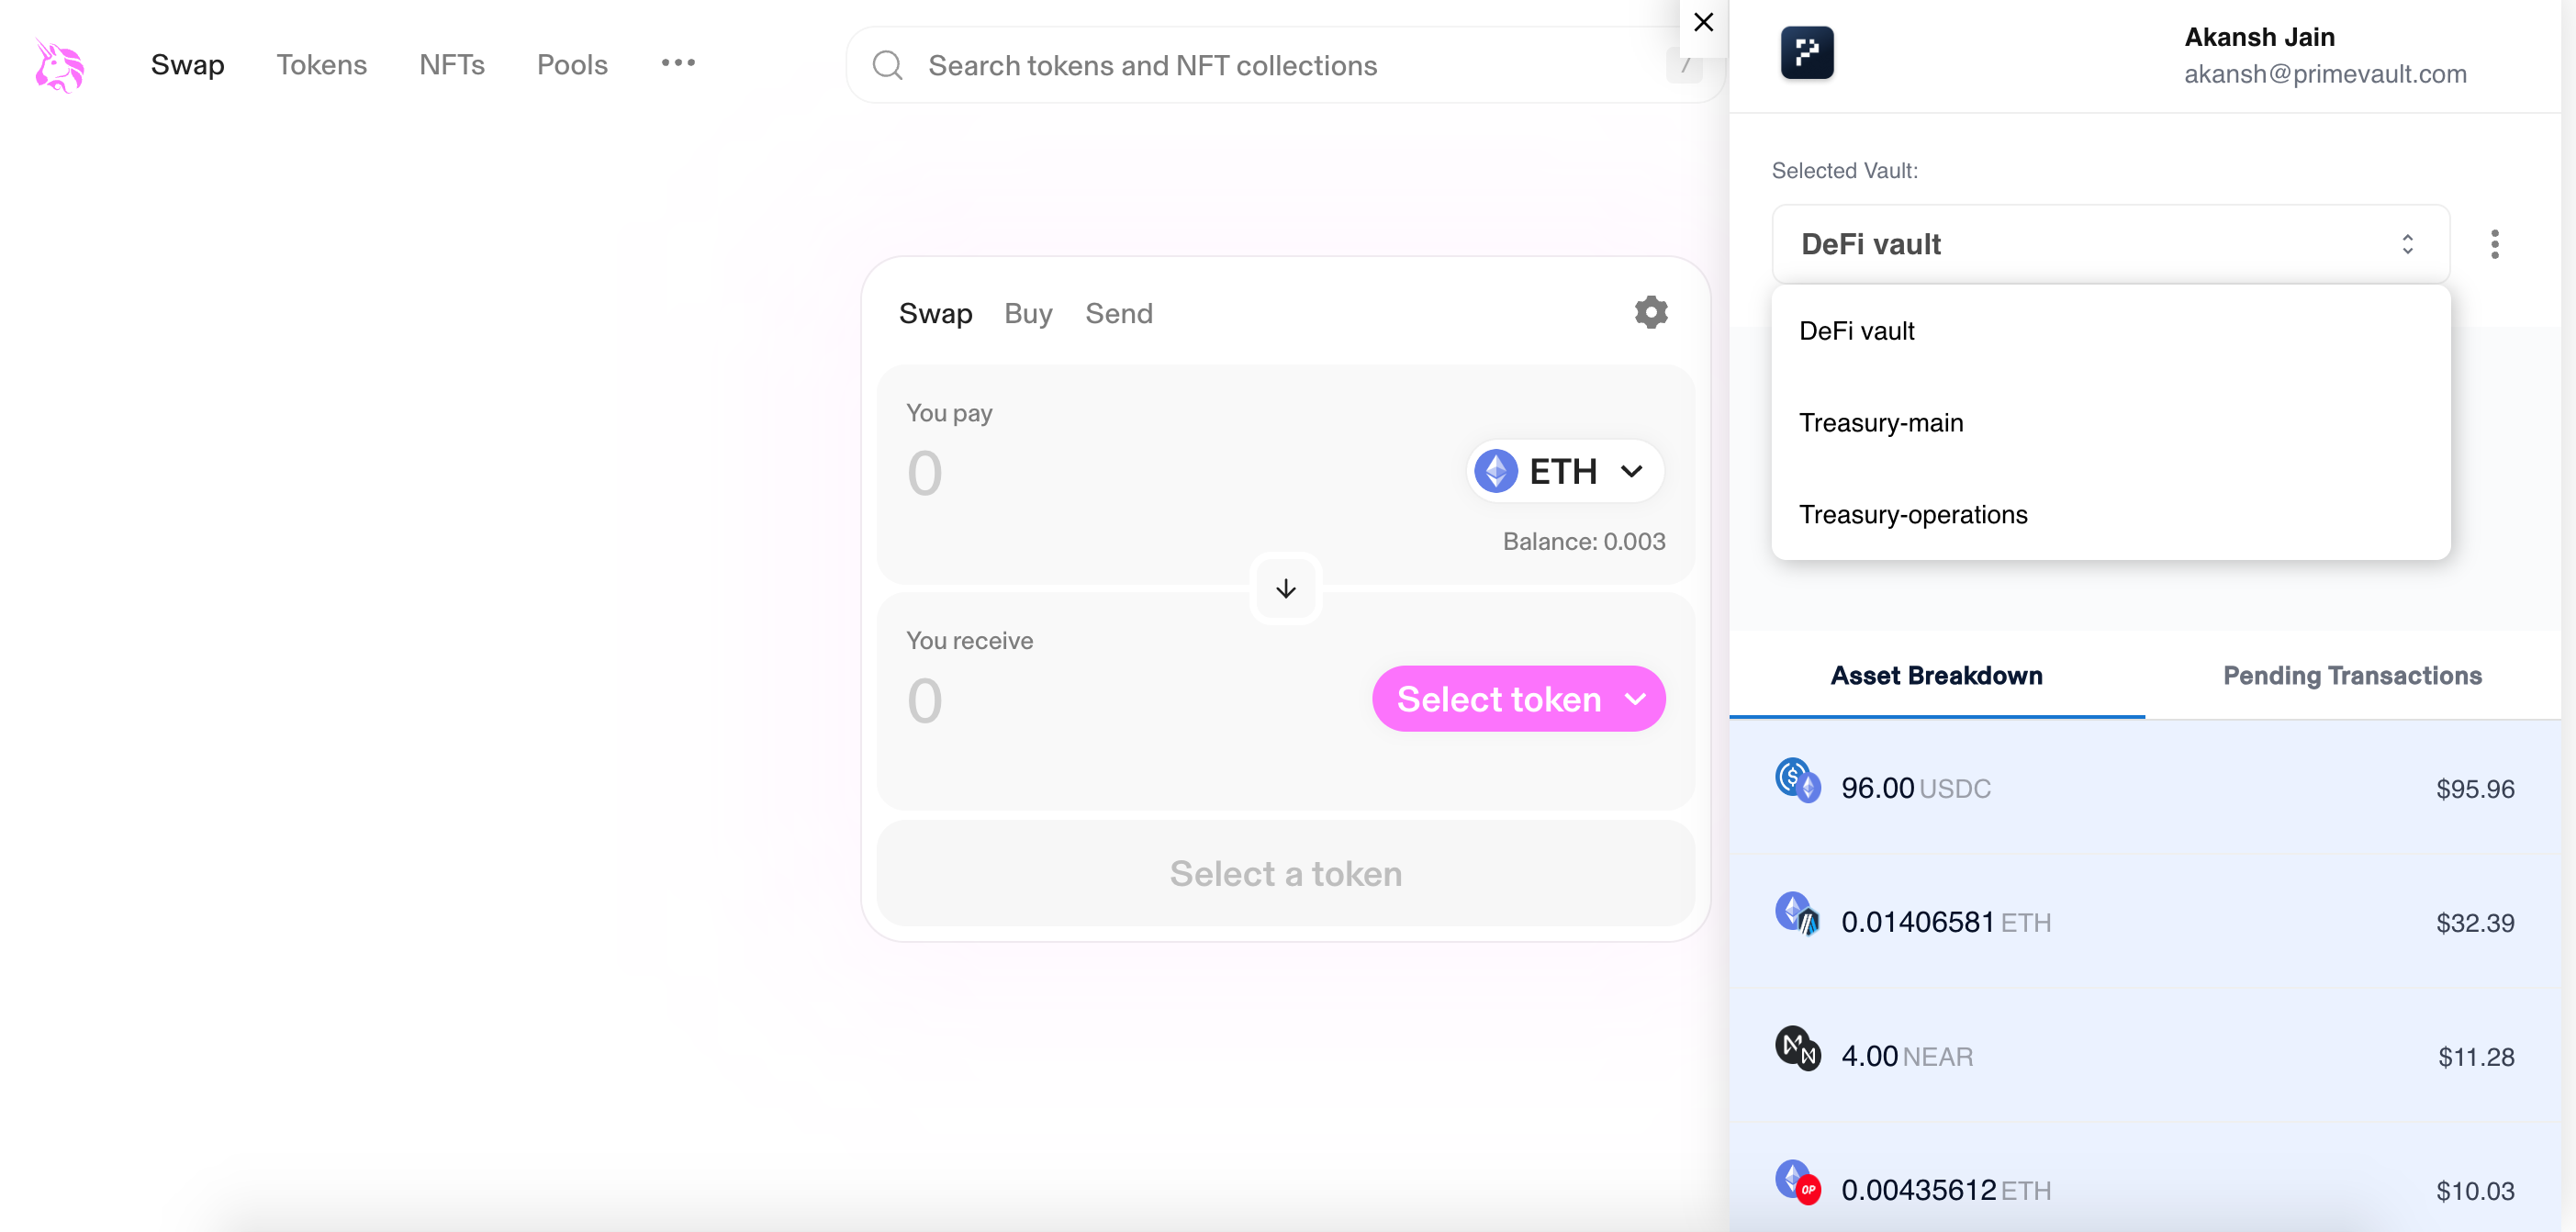 Swap
Tokens
NFTs
Pools
Search tokens and NFT collections
/
Swap
Buy
Send
You pay
0
ETH
Balance: 0.003
You receive
0
Select token
Select a token
Akansh Jain
akansh@primevault.com
Selected Vault:
DeFi vault
DeFi vault
Treasury-main
Treasury-operations
Asset Breakdown
Pending Transactions
96.00 USDC
$95.96
0.01406581 ETH
$32.39
4.00 NEAR
$11.28
OP
0.00435612 ETH
$10.03